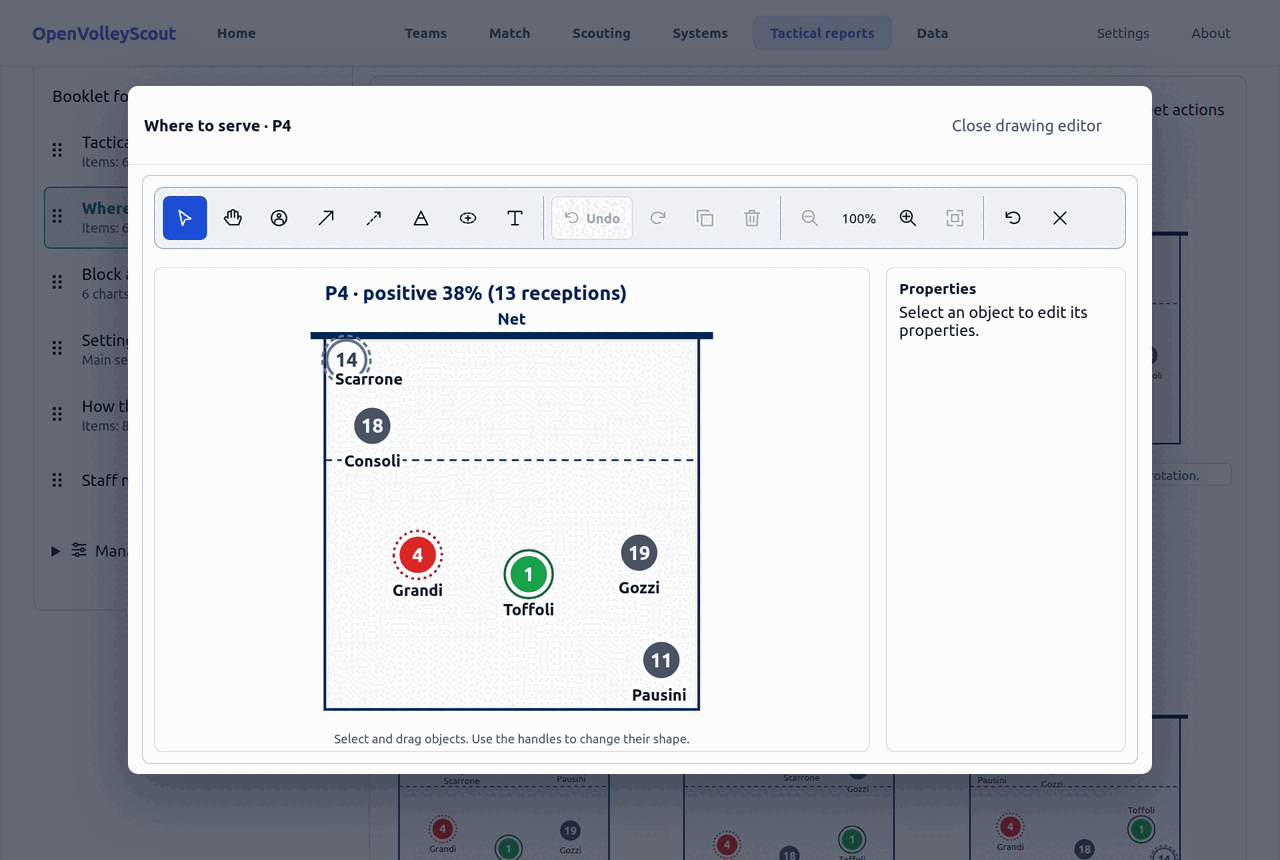 OpenVolleyScout
Home
Teams
Match
Scouting
Systems
Tactical reports
Data
Settings
About
Booklet fo
et actions
Tactica
Items: 6
Where
Items: 6
Block a
6 charts
Setting
Main se
How th
Items: 8
Staff n
Mana
Where to serve · P4
Close drawing editor
Undo
100%
P4 · positive 38% (13 receptions)
Net
14
Scarrone
18
Consoli
4
Grandi
1
Toffoli
19
Gozzi
11
Pausini
Select and drag objects. Use the handles to change their shape.
Properties
Select an object to edit its
properties.
oli
rotation.
Scarrone
Pausini
4
Grandi
1
19
Gozzi
Scarrone
Gozzi
4
18
1
Toffoli
Pausini
Gozzi
4
Grandi
18
Toffoli
1
14